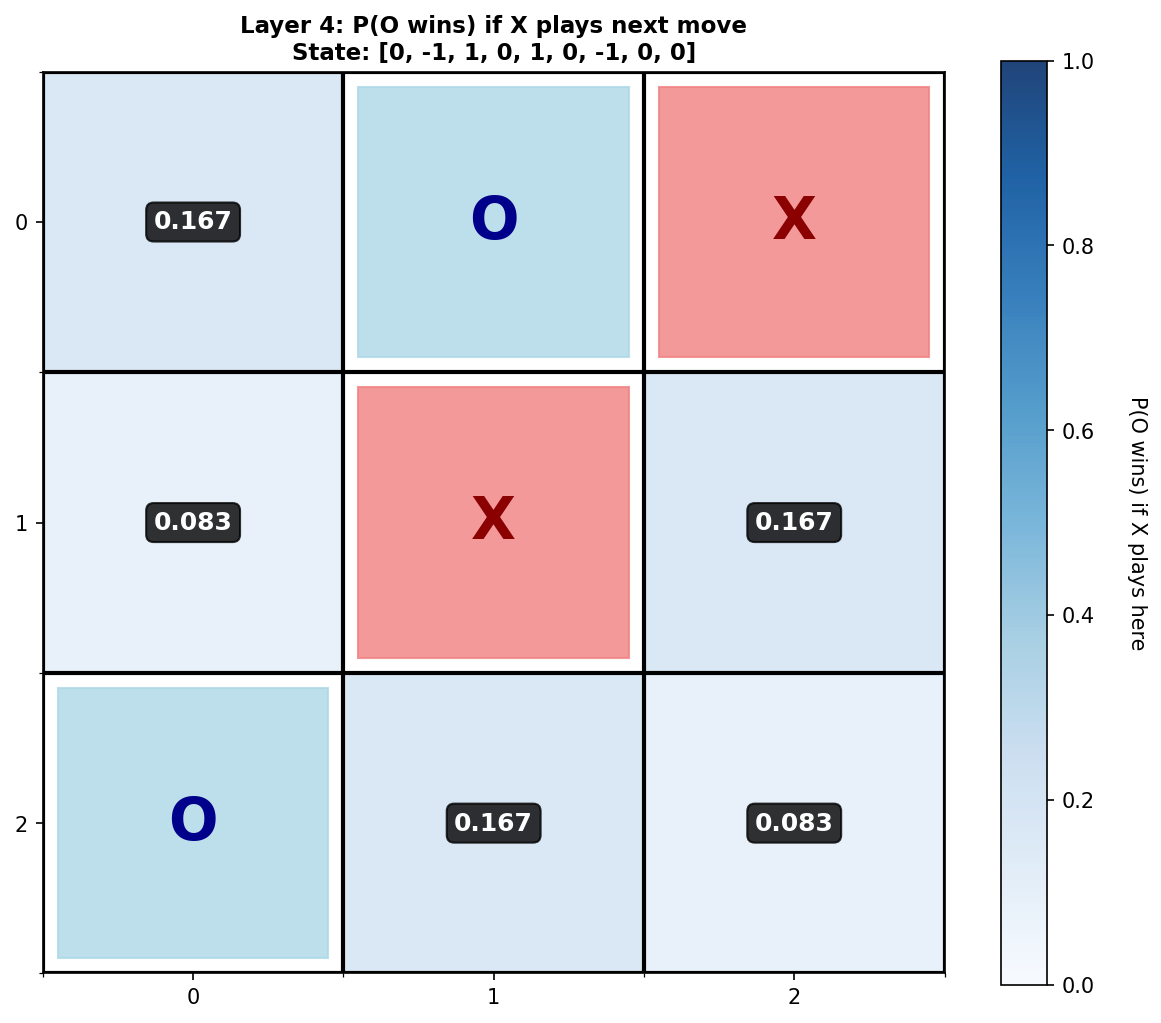 Layer 4: P(O wins) if X plays next move
State: [0, -1, 1, 0, 1, 0, -1, 0, 0]
0
0.167
O
X
1
0.083
X
0.167
2
O
0.167
0.083
0
1
2
1.0
0.8
0.6
0.4
0.2
0.0
P(O wins) if X plays here